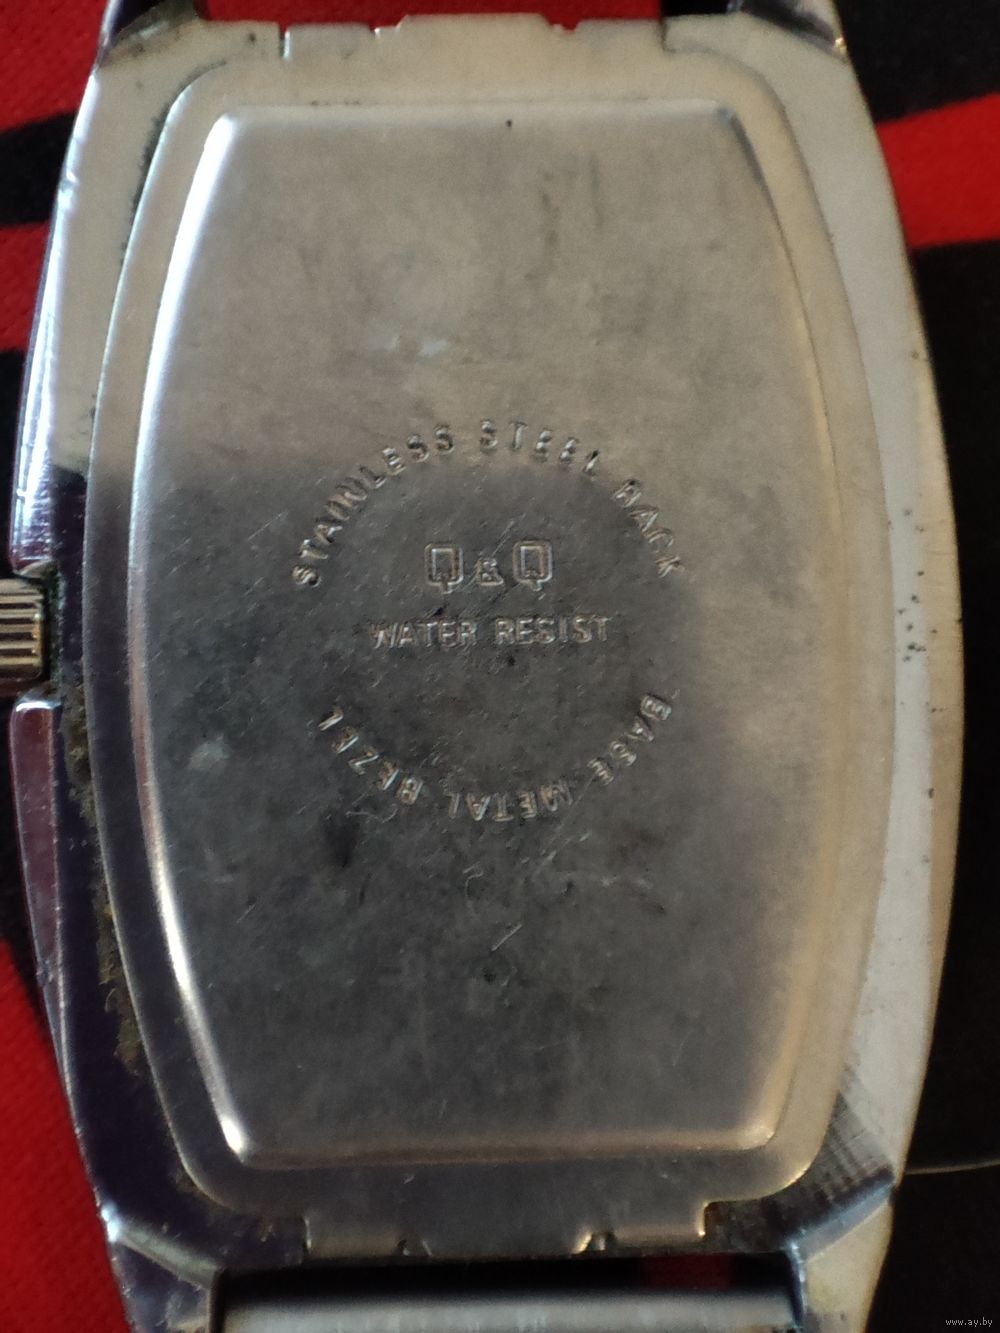 STAINLESS STEEL BACK
Q&Q
WATER RESIST
BASE METAL BEZEL
www.ay.by